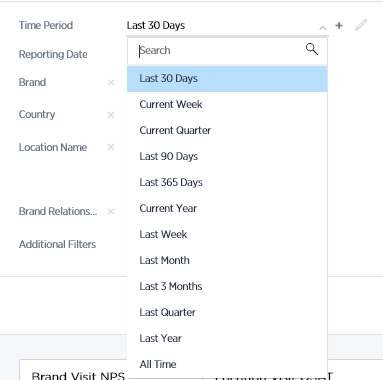 Time Period
Last 30 Days
Reporting Date
Search
Brand
Last 30 Days
Current Week
Country
Current Quarter
Location Name
Last 90 Days
Last 365 Days
Brand Relations...
Current Year
Additional Filters
Last Week
Last Month
Last 3 Months
Last Quarter
Last Year
All Time
Brand Visit NPS